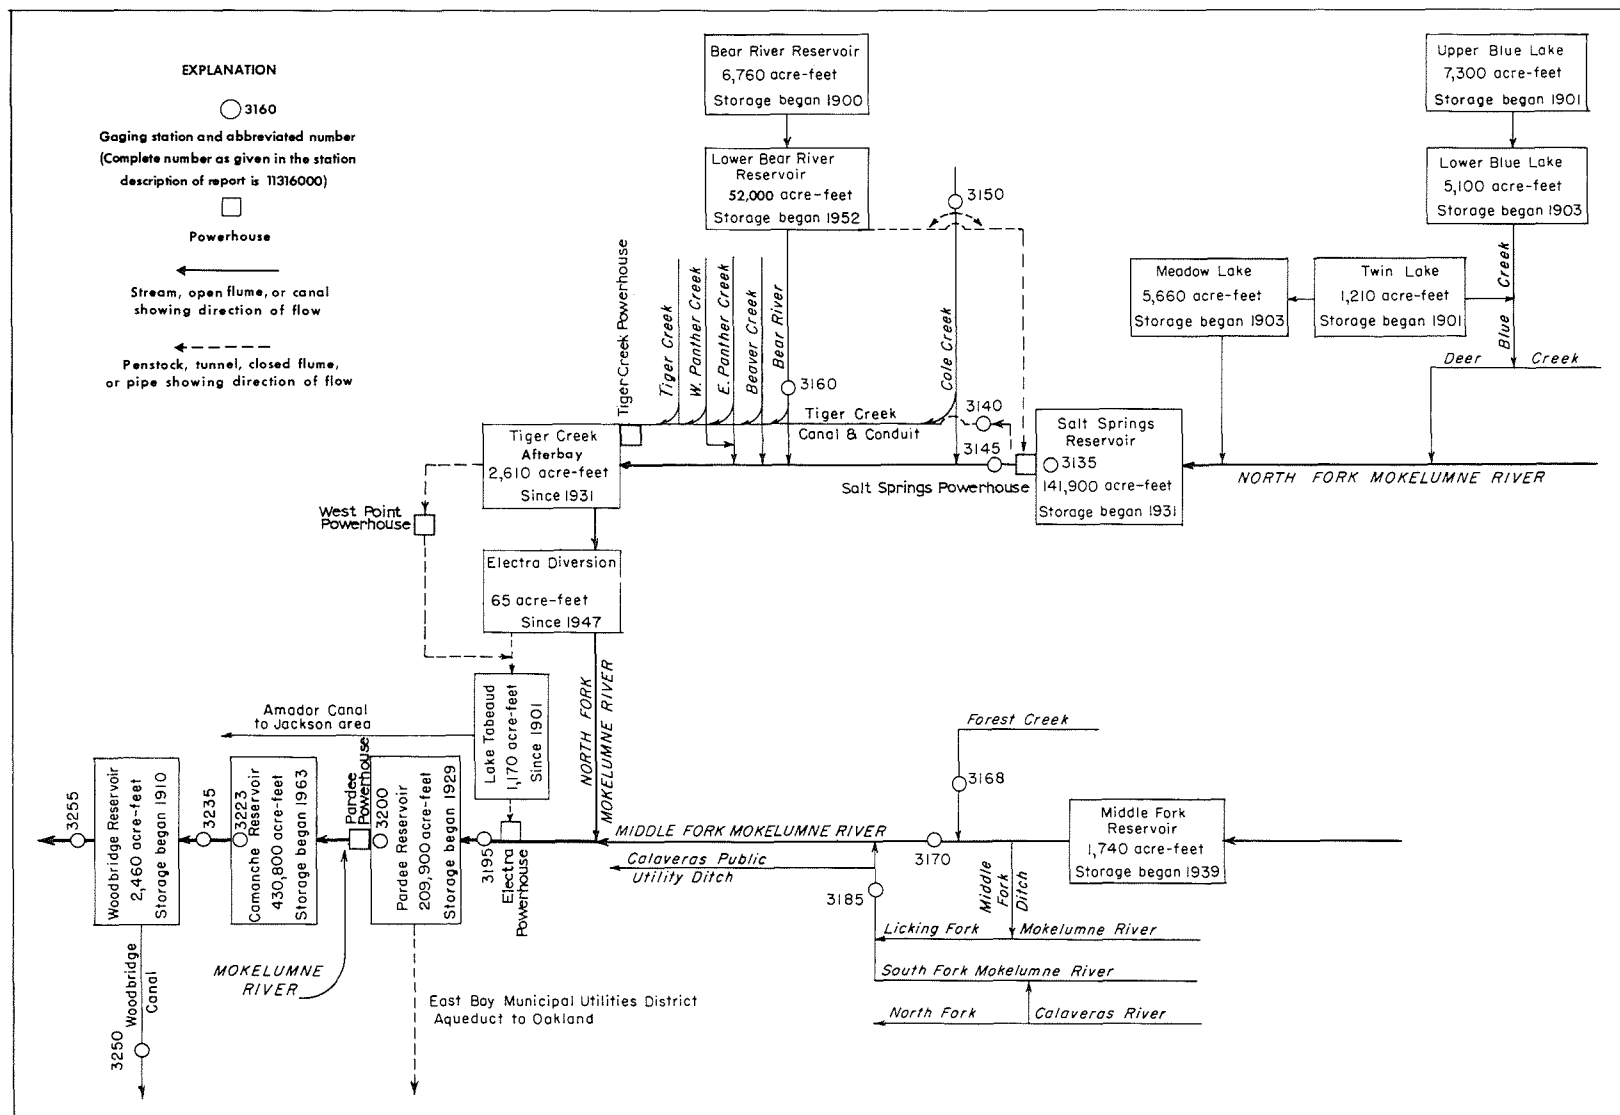 EXPLANATION
3160
Gaging station and abbreviated number
(Complete number as given in the station
description of report is 11316000)
Powerhouse
Stream, open flume, or canal
showing direction of flow
Penstock, tunnel, closed flume,
or pipe showing direction of flow
Bear River Reservoir
6,760 acre-feet
Storage began 1900
Lower Bear River
Reservoir
52,000 acre-feet
Storage began 1952
Upper Blue Lake
7,300 acre-feet
Storage began 1901
Lower Blue Lake
5,100 acre-feet
Storage began 1903
Blue Creek
Meadow Lake
5,660 acre-feet
Storage began 1903
Twin Lake
1,210 acre-feet
Storage began 1901
Deer Creek
3150
Tiger Creek Powerhouse
Tiger Creek
W. Panther Creek
E. Panther Creek
Beaver Creek
Bear River
3160
Cole Creek
Tiger Creek
Canal & Conduit
3140
3145
Salt Springs Powerhouse
Salt Springs
Reservoir
3135
141,900 acre-feet
Storage began 1931
NORTH FORK MOKELUMNE RIVER
Tiger Creek
Afterbay
2,610 acre-feet
Since 1931
West Point
Powerhouse
Electra Diversion
65 acre-feet
Since 1947
NORTH FORK
MOKELUMNE RIVER
Lake Tabeaud
1,170 acre-feet
Since 1901
Amador Canal
to Jackson area
Forest Creek
3168
Middle Fork
Reservoir
1,740 acre-feet
Storage began 1939
MIDDLE FORK MOKELUMNE RIVER
3170
Calaveras Public
Utility Ditch
3185
Middle
Fork
Ditch
Licking Fork Mokelumne River
South Fork Mokelumne River
North Fork Calaveras River
3255
Woodbridge Reservoir
2,460 acre-feet
Storage began 1910
3235
3223
Camanche Reservoir
430,800 acre-feet
Storage began 1963
Pardee
Powerhouse
3200
Pardee Reservoir
209,900 acre-feet
Storage began 1929
3195
Electra
Powerhouse
MOKELUMNE
RIVER
Woodbridge
Canal
3250
East Bay Municipal Utilities District
Aqueduct to Oakland